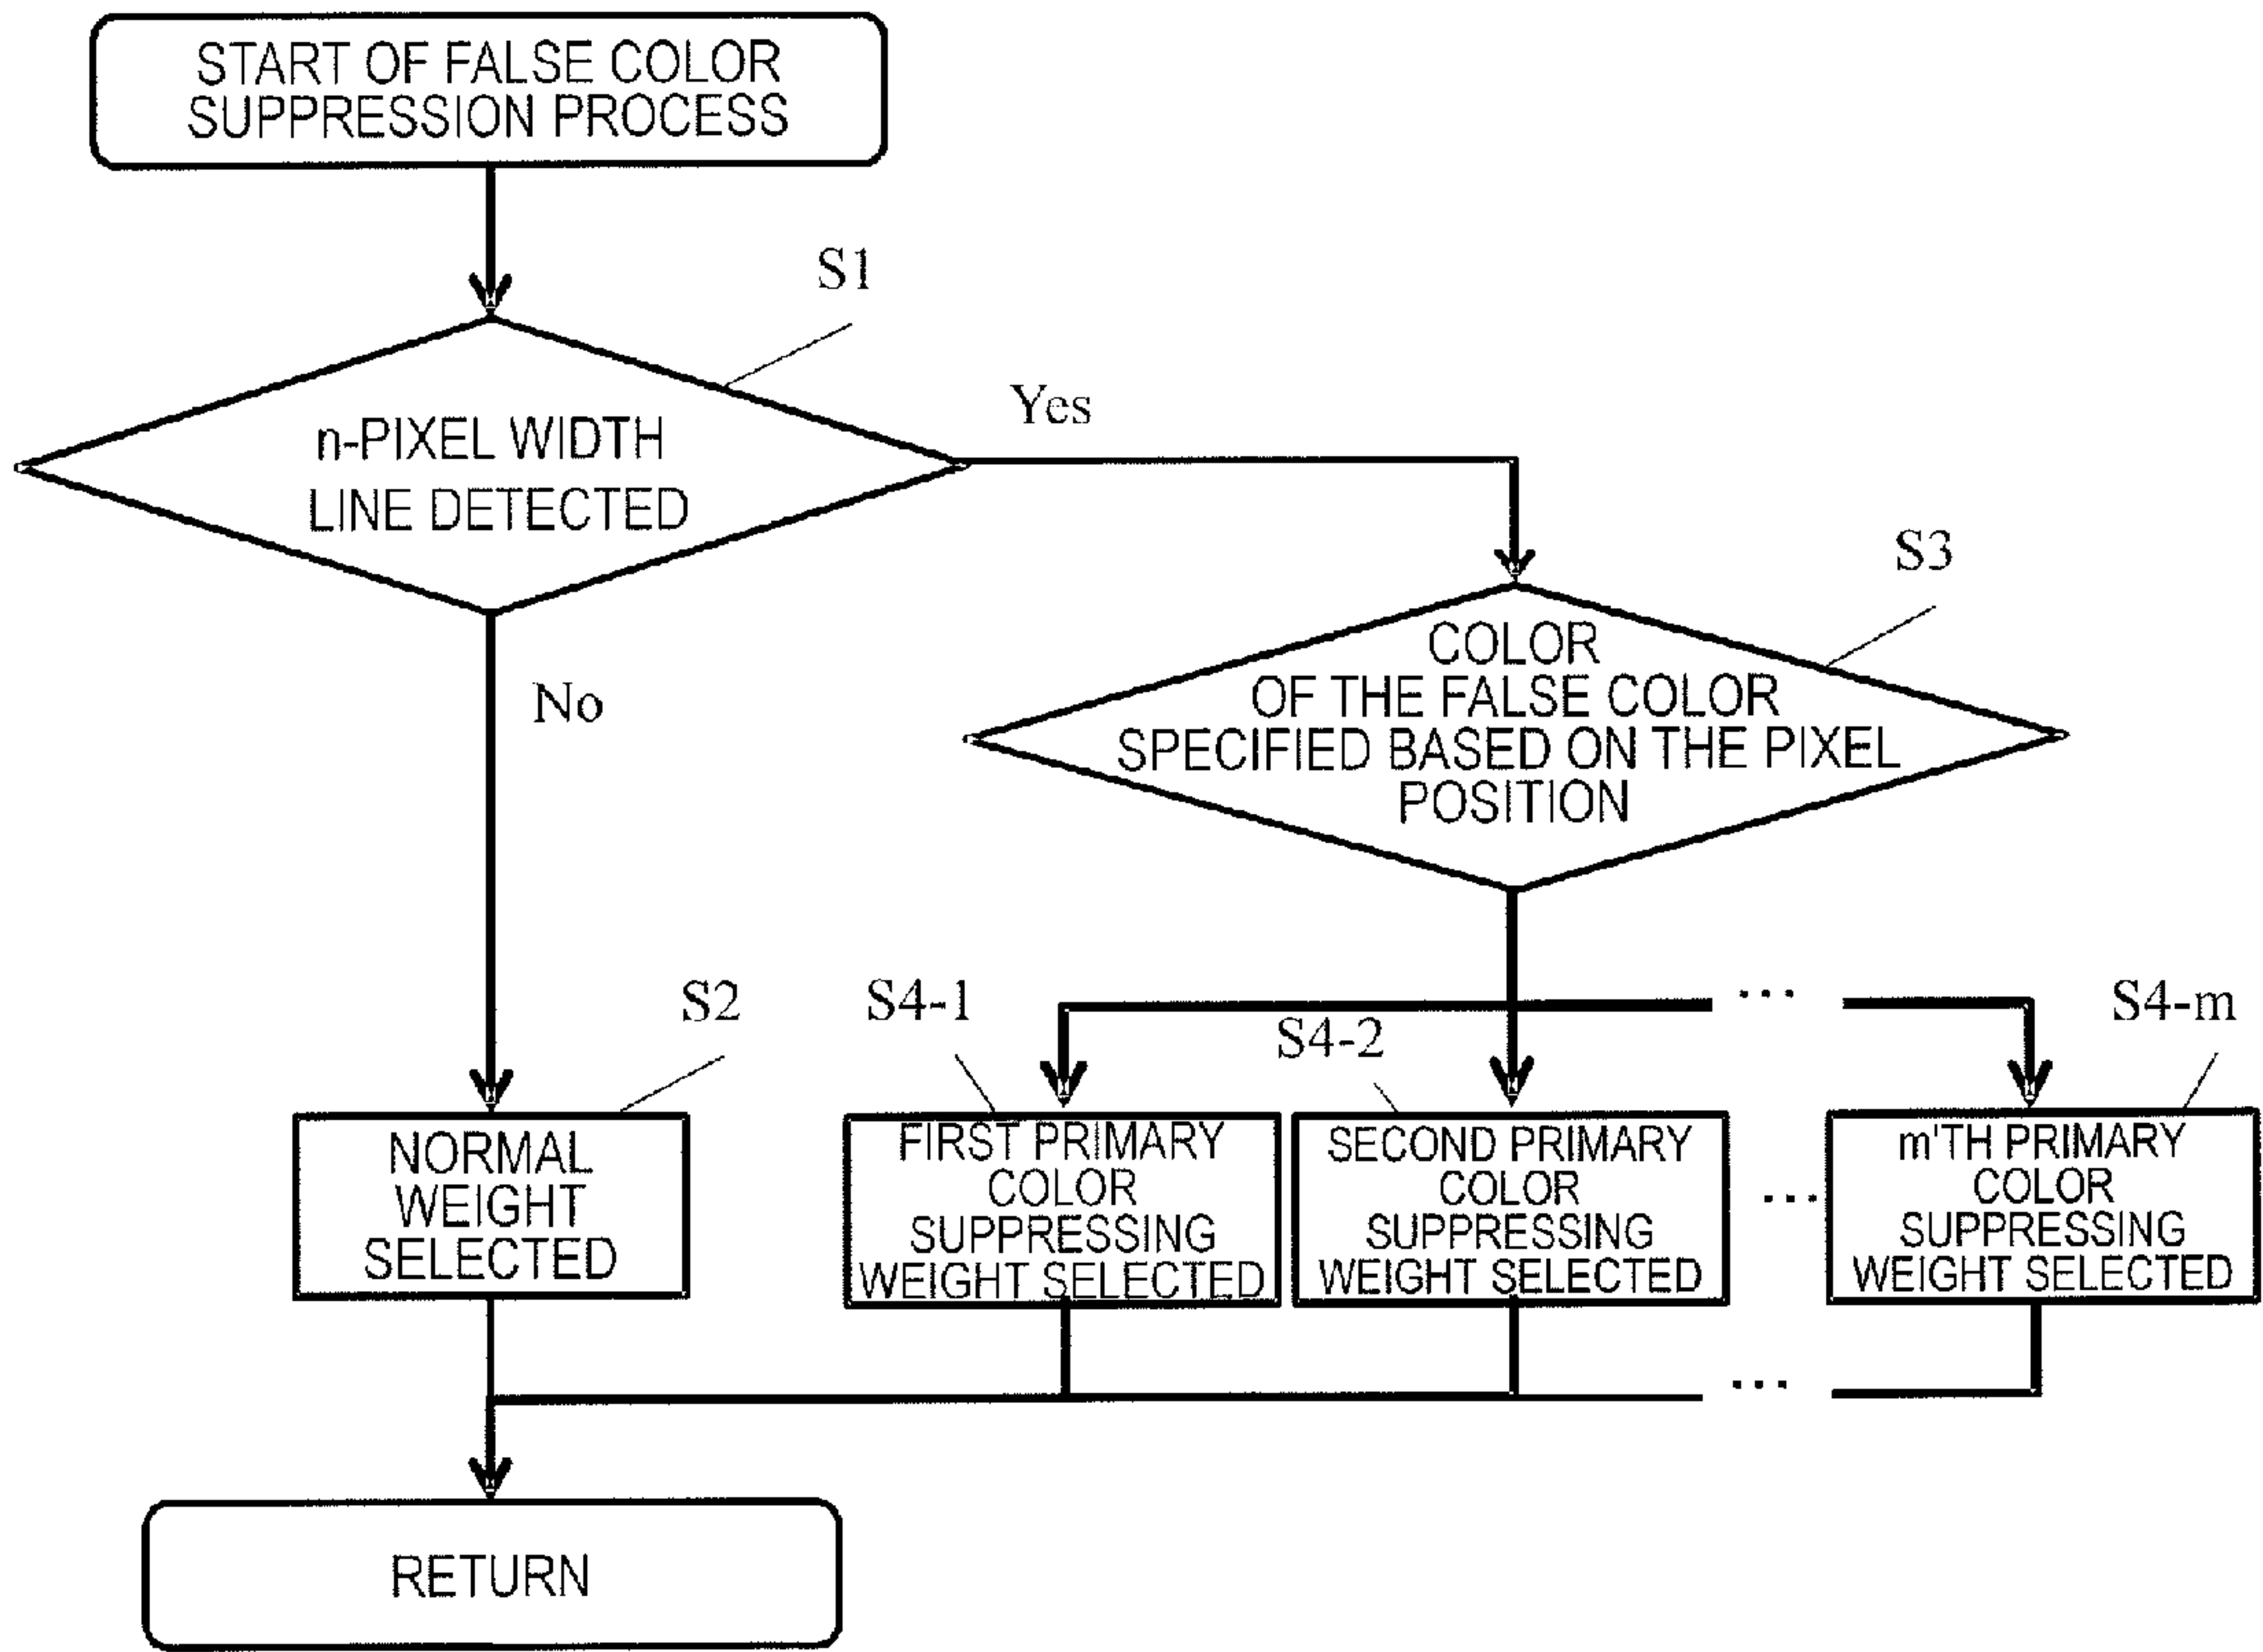 START OF FALSE COLOR
SUPPRESSION PROCESS
S1
n-PIXEL WIDTH
LINE DETECTED
Yes
No
S3
COLOR
OF THE FALSE COLOR
SPECIFIED BASED ON THE PIXEL
POSITION
...
S2
S4-1
S4-2
S4-m
NORMAL
WEIGHT
SELECTED
FIRST PRIMARY
COLOR
SUPPRESSING
WEIGHT SELECTED
SECOND PRIMARY
COLOR
SUPPRESSING
WEIGHT SELECTED
...
m'TH PRIMARY
COLOR
SUPPRESSING
WEIGHT SELECTED
...
RETURN